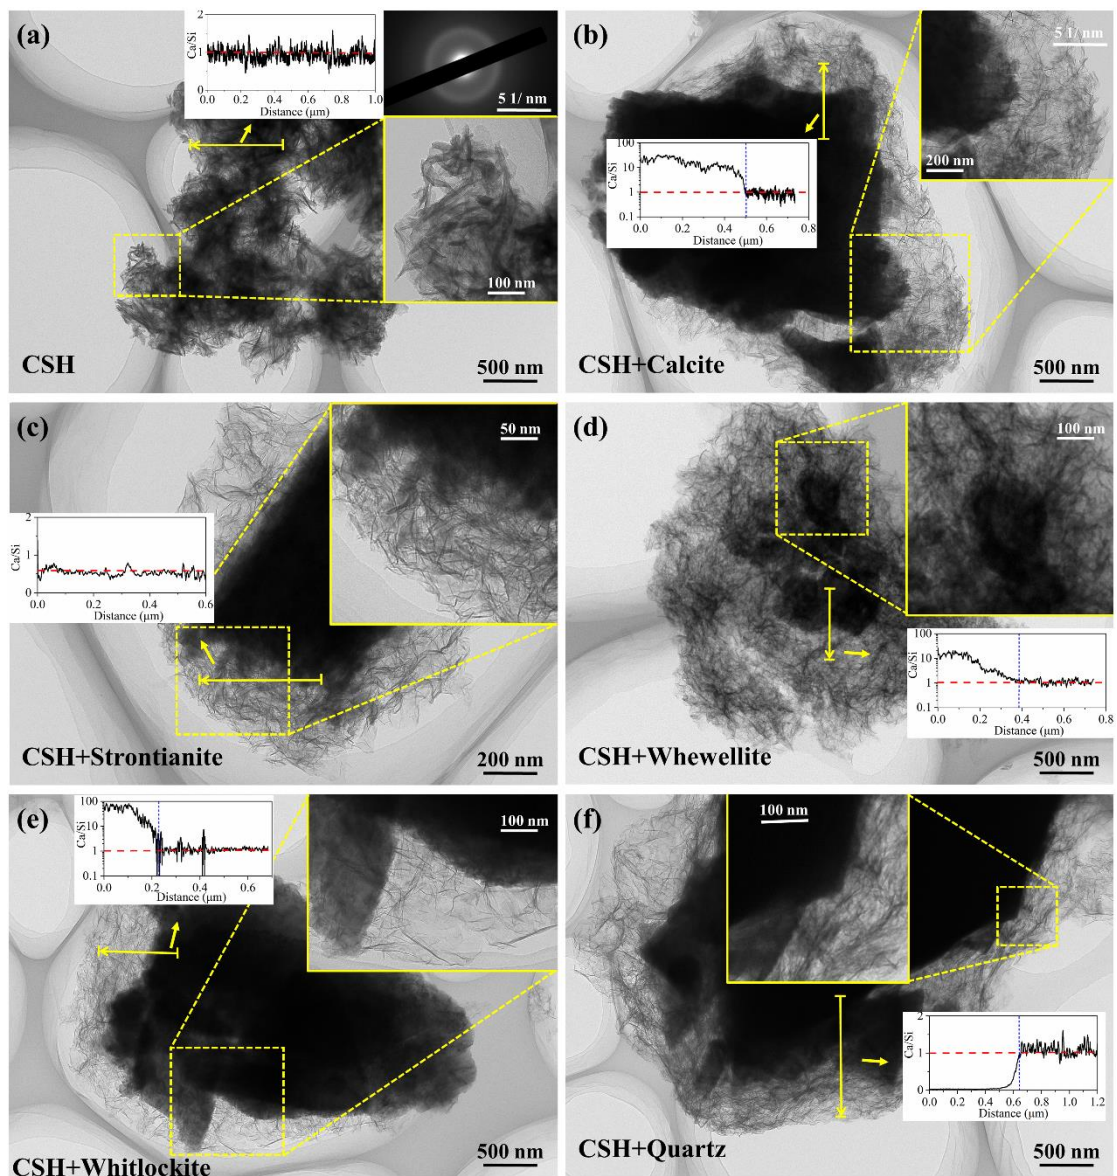 (a)
2
Ca/Si
1
0
0.0 0.2 0.4 0.6 0.8 1.0
Distance (μm)
5 1/ nm
100 nm
CSH
500 nm
(b)
5 1/ nm
200 nm
100
10
Ca/Si
1
0.1
0.0 0.2 0.4 0.6 0.8
Distance (μm)
CSH+Calcite
500 nm
(c)
50 nm
2
Ca/Si
1
0
0.0 0.2 0.4 0.6
Distance (μm)
CSH+Strontianite
200 nm
(d)
100 nm
100
Ca/Si
10
1
0.1
0.0 0.2 0.4 0.6 0.8
Distance (μm)
CSH+Whewellite
500 nm
(e)
100
Ca/Si
10
1
0.1
0.0 0.2 0.4 0.6
Distance (μm)
100 nm
CSH+Whitlockite
500 nm
(f)
100 nm
2
Ca/Si
1
0
0.0 0.2 0.4 0.6 0.8 1.0 1.2
Distance (μm)
CSH+Quartz
500 nm